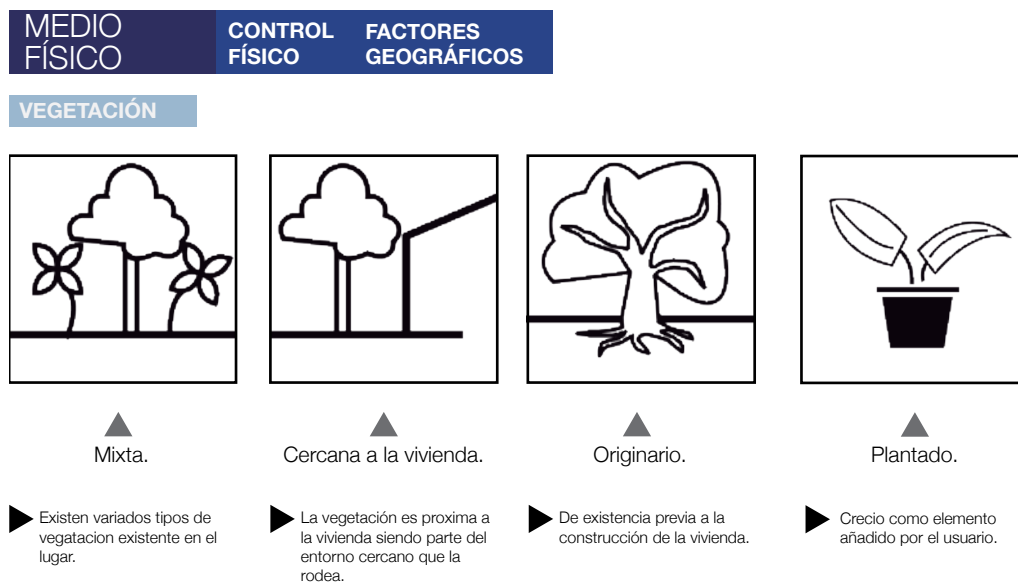 MEDIO
FÍSICO
CONTROL
FÍSICO
FACTORES
GEOGRÁFICOS
VEGETACIÓN
Mixta.
Cercana a la vivienda.
Originario.
Plantado.
Existen variados tipos de
vegatacion existente en el
lugar.
La vegetación es proxima a
la vivienda siendo parte del
entorno cercano que la
rodea.
De existencia previa a la
construcción de la vivienda.
Crecio como elemento
añadido por el usuario.